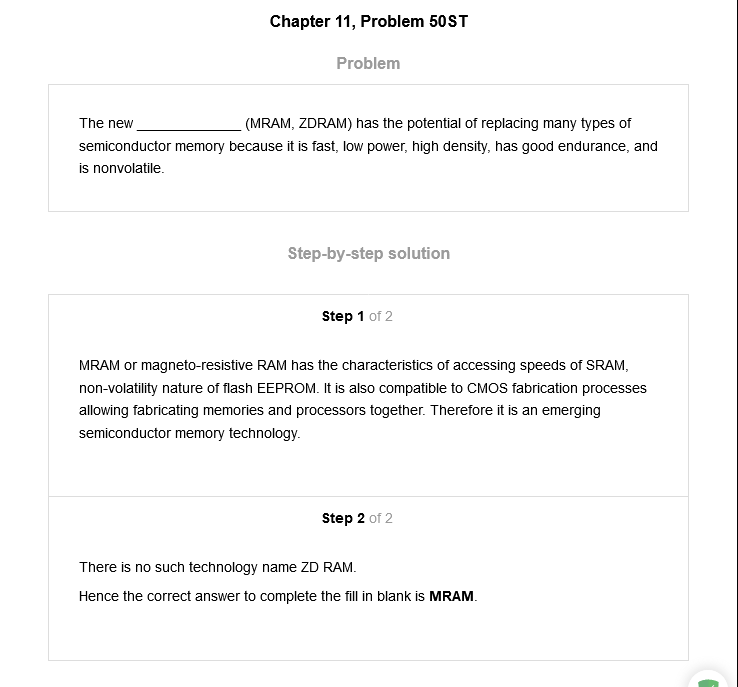 Chapter 11, Problem 50ST
Problem
The new ______________ (MRAM, ZDRAM) has the potential of replacing many types of
semiconductor memory because it is fast, low power, high density, has good endurance, and
is nonvolatile.
Step-by-step solution
Step 1 of 2
MRAM or magneto-resistive RAM has the characteristics of accessing speeds of SRAM,
non-volatility nature of flash EEPROM. It is also compatible to CMOS fabrication processes
allowing fabricating memories and processors together. Therefore it is an emerging
semiconductor memory technology.
Step 2 of 2
There is no such technology name ZD RAM.
Hence the correct answer to complete the fill in blank is MRAM.